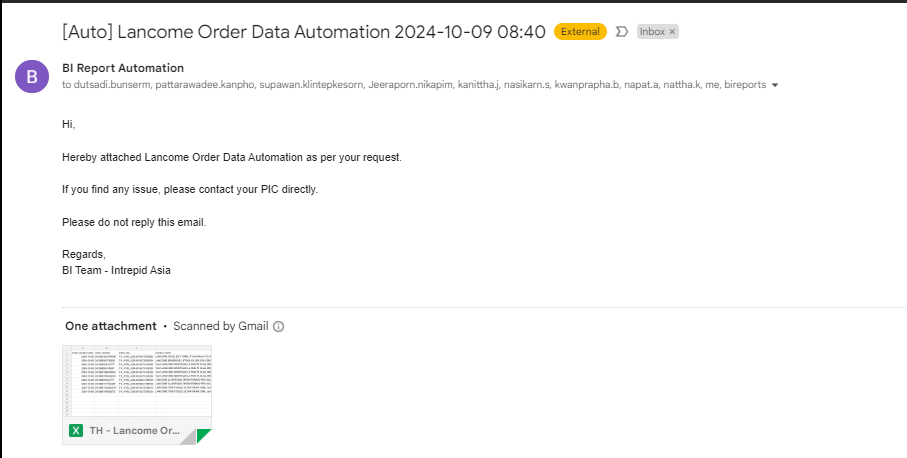 [Auto] Lancome Order Data Automation 2024-10-09 08:40 External Inbox ×
B
BI Report Automation
to dutsadi.bunserm, pattarawadee.kanpho, supawan.klintepkesorn, Jeeraporn.nikapim, kanittha.j, nasikarn.s, kwanprapha.b, napat.a, nattha.k, me, bireports
Hi,
Hereby attached Lancome Order Data Automation as per your request.
If you find any issue, please contact your PIC directly.
Please do not reply this email.
Regards,
BI Team - Intrepid Asia
One attachment • Scanned by Gmail
X TH - Lancome Or...